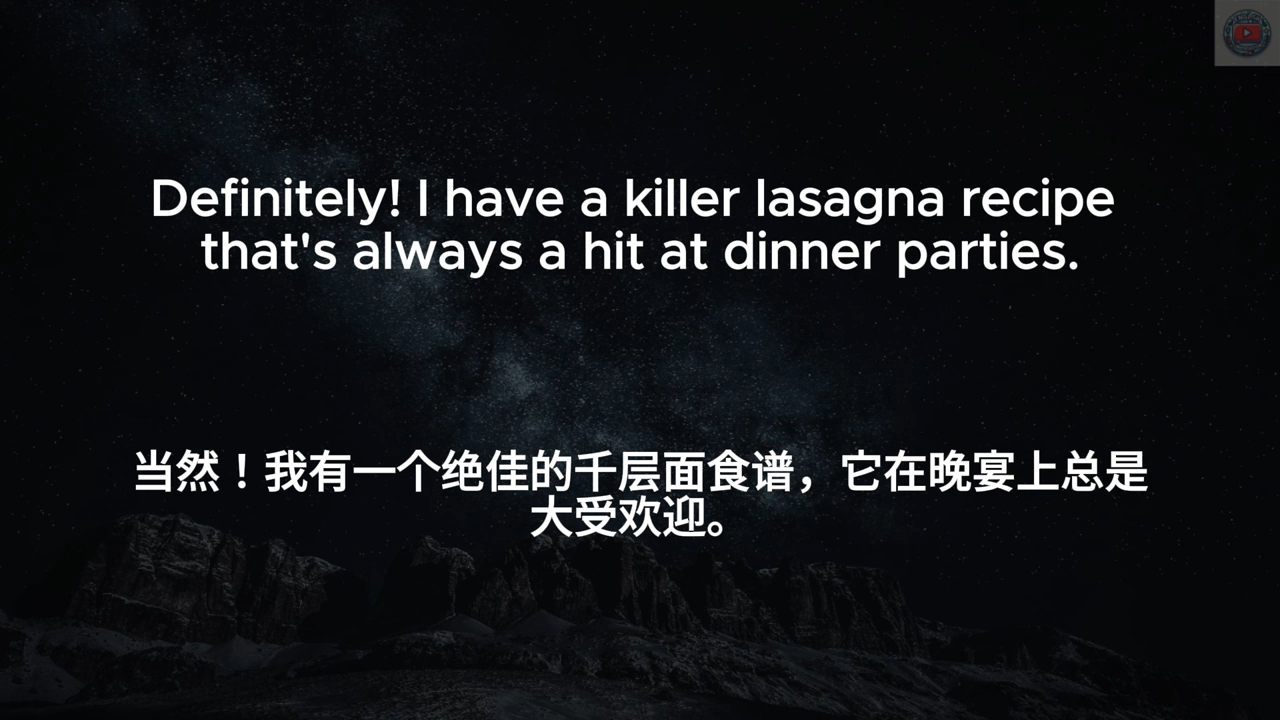 Definitely! I have a killer lasagna recipe
that's always a hit at dinner parties.
当然！我有一个绝佳的千层面食谱，它在晚宴上总是
大受欢迎。